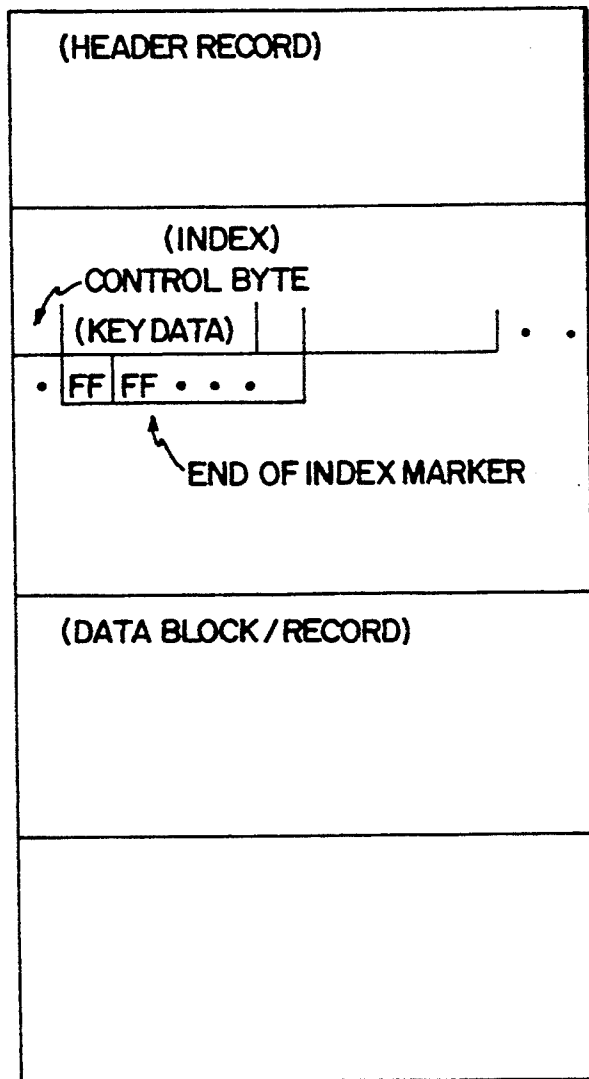 (HEADER RECORD)
(INDEX)
CONTROL BYTE
(KEY DATA) • •
• FF FF • • •
END OF INDEX MARKER
(DATA BLOCK/RECORD)